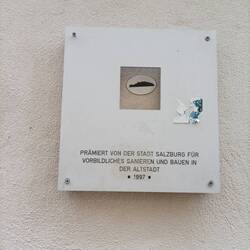 PRÄMIERT VON DER STADT SALZBURG FÜR
VORBILDLICHES SANIEREN UND BAUEN IN
DER ALTSTADT
• 1997 •